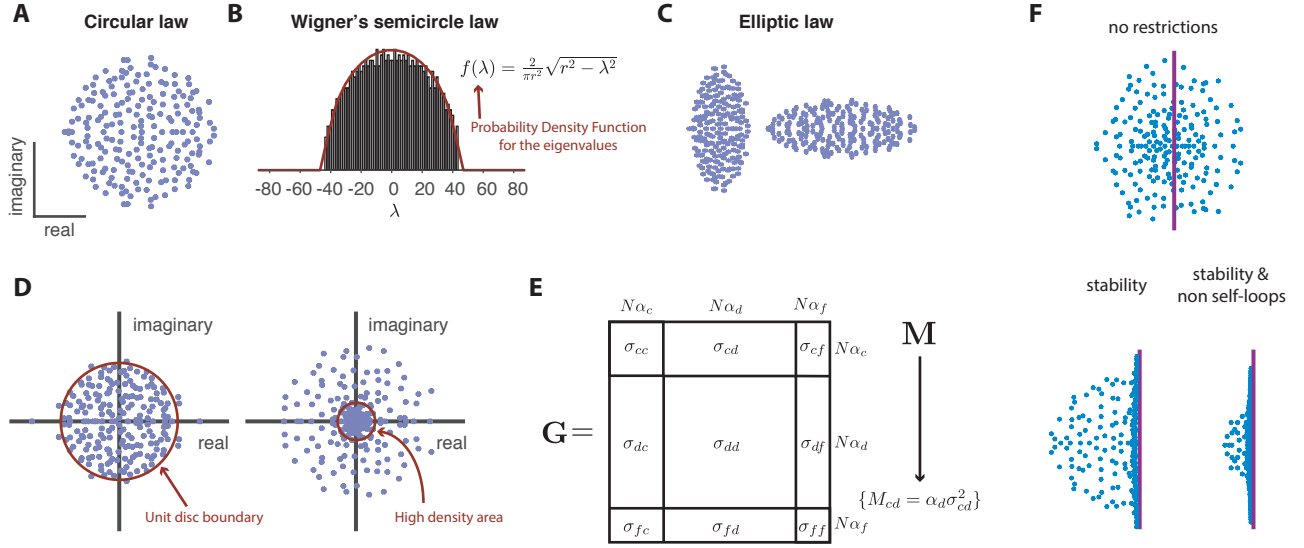 A
Circular law
imaginary
real
B
Wigner's semicircle law
f(λ) = 2/(πr²) √(r² − λ²)
Probability Density Function
for the eigenvalues
-80 -60 -40 -20 0 20 40 60 80
λ
C
Elliptic law
D
imaginary
real
Unit disc boundary
imaginary
real
High density area
E
Nα_c Nα_d Nα_f
G=
σ_cc σ_cd σ_cf Nα_c
σ_dc σ_dd σ_df Nα_d
σ_fc σ_fd σ_ff Nα_f
M
{M_cd = α_d σ²_cd}
F
no restrictions
stability
stability &
non self-loops